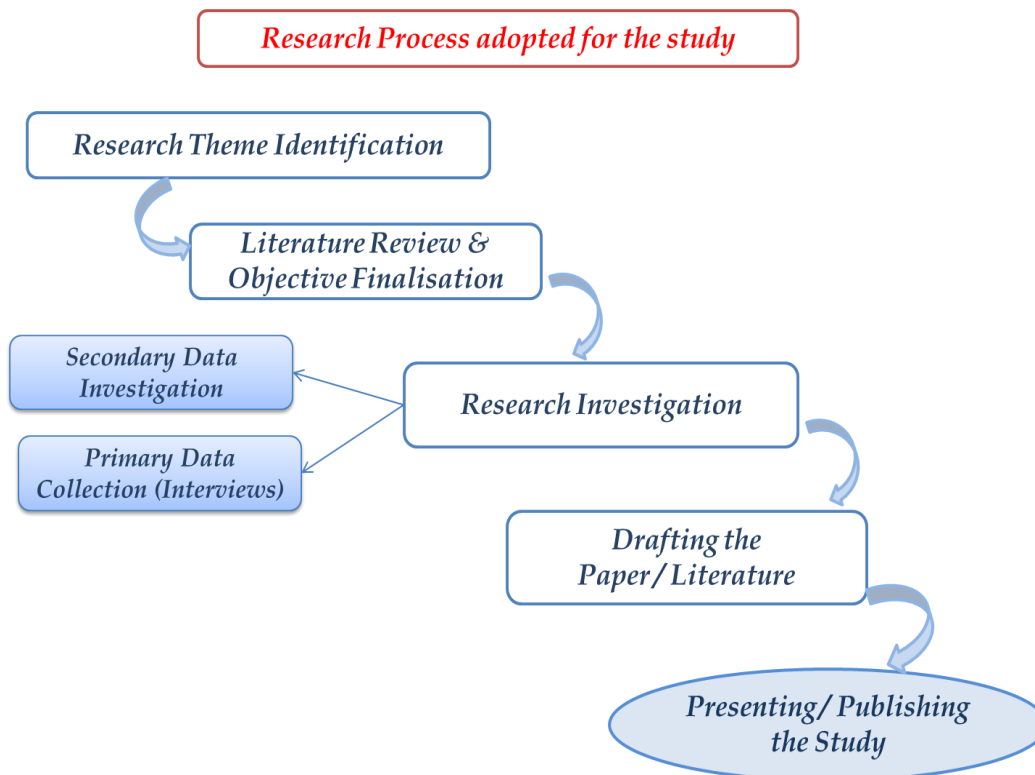 Research Process adopted for the study
Research Theme Identification
Literature Review &
Objective Finalisation
Secondary Data
Investigation
Research Investigation
Primary Data
Collection (Interviews)
Drafting the
Paper / Literature
Presenting/ Publishing
the Study